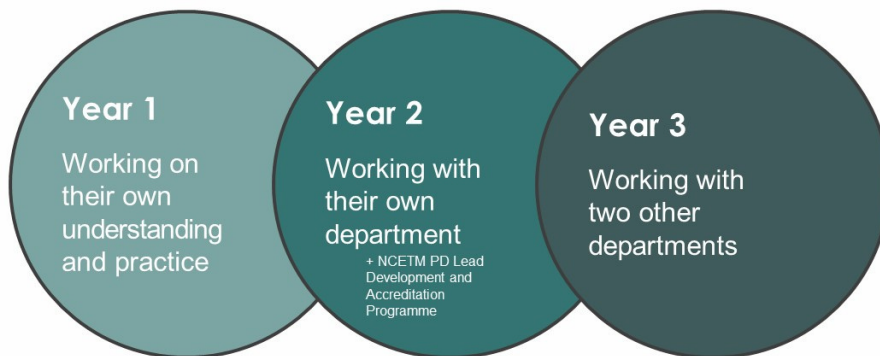 Year 1
Working on
their own
understanding
and practice
Year 2
Working with
their own
department
+ NCETM PD Lead
Development and
Accreditation
Programme
Year 3
Working with
two other
departments